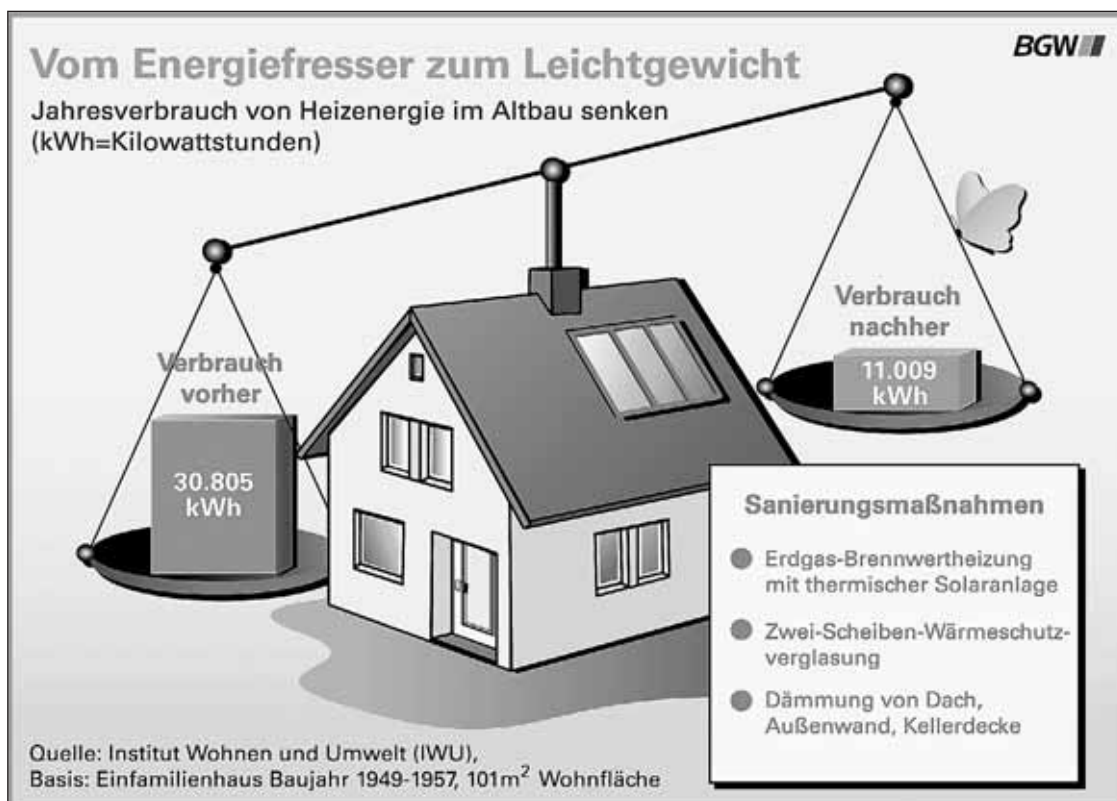 Vom Energiefresser zum Leichtgewicht
BGW
Jahresverbrauch von Heizenergie im Altbau senken
(kWh=Kilowattstunden)
Verbrauch
vorher
30.805
kWh
Verbrauch
nachher
11.009
kWh
Sanierungsmaßnahmen
Erdgas-Brennwertheizung
mit thermischer Solaranlage
Zwei-Scheiben-Wärmeschutz-
verglasung
Dämmung von Dach,
Außenwand, Kellerdecke
Quelle: Institut Wohnen und Umwelt (IWU),
Basis: Einfamilienhaus Baujahr 1949-1957, 101m² Wohnfläche